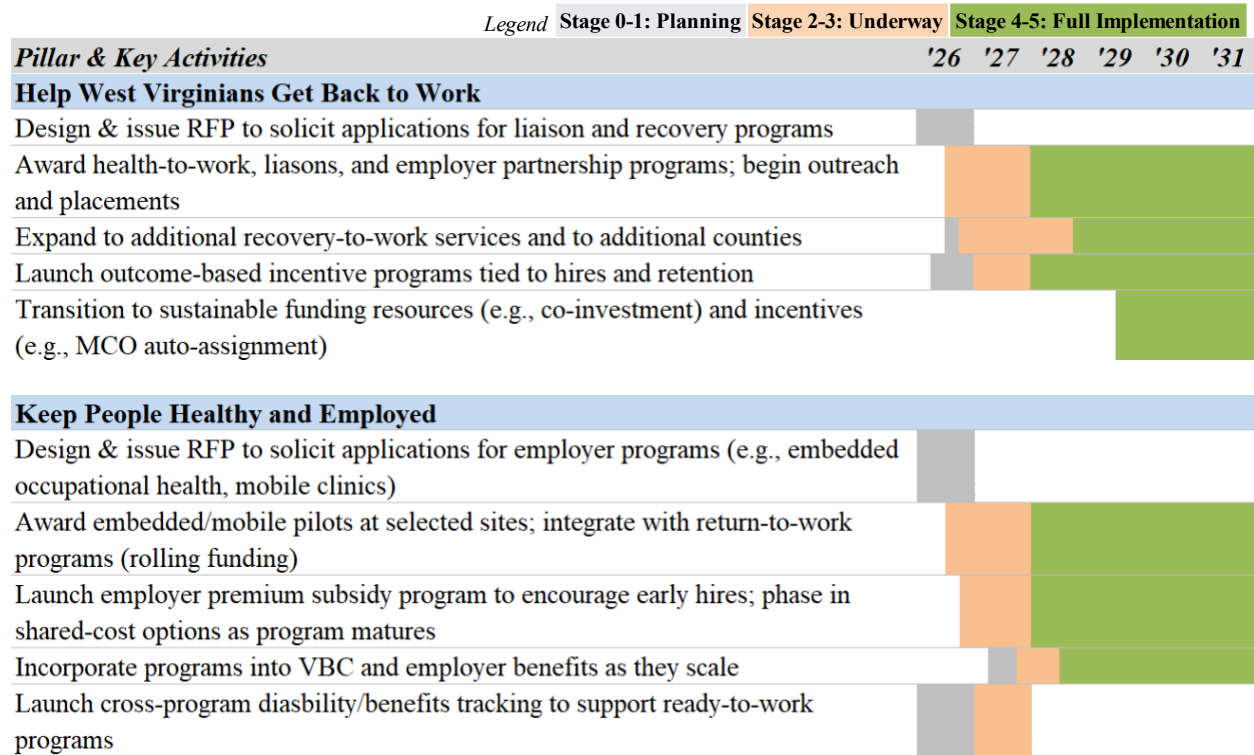 Legend Stage 0-1: Planning Stage 2-3: Underway Stage 4-5: Full Implementation
Pillar & Key Activities '26 '27 '28 '29 '30 '31
Help West Virginians Get Back to Work
Design & issue RFP to solicit applications for liaison and recovery programs
Award health-to-work, liasons, and employer partnership programs; begin outreach
and placements
Expand to additional recovery-to-work services and to additional counties
Launch outcome-based incentive programs tied to hires and retention
Transition to sustainable funding resources (e.g., co-investment) and incentives
(e.g., MCO auto-assignment)
Keep People Healthy and Employed
Design & issue RFP to solicit applications for employer programs (e.g., embedded
occupational health, mobile clinics)
Award embedded/mobile pilots at selected sites; integrate with return-to-work
programs (rolling funding)
Launch employer premium subsidy program to encourage early hires; phase in
shared-cost options as program matures
Incorporate programs into VBC and employer benefits as they scale
Launch cross-program diasbility/benefits tracking to support ready-to-work
programs